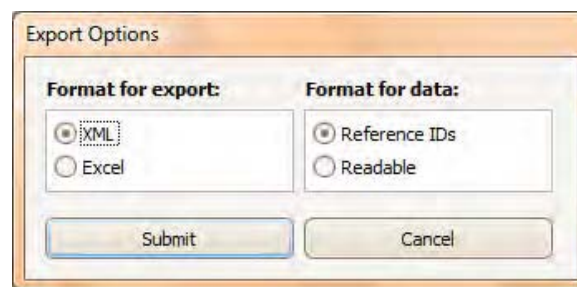 Export Options
Format for export:
Format for data:
XML
Reference IDs
Excel
Readable
Submit
Cancel